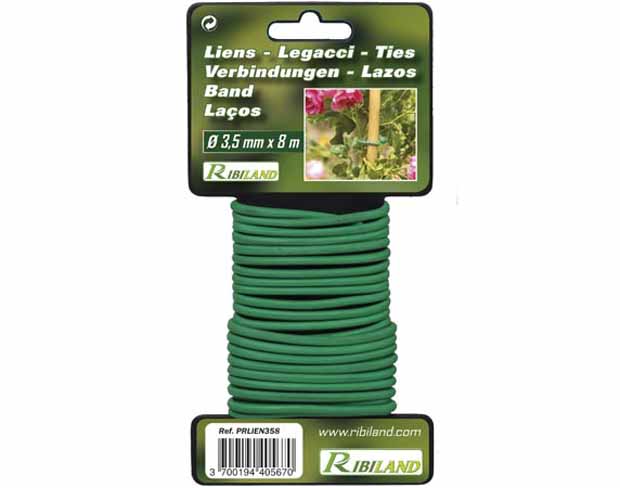 Liens - Legacci - Ties
Verbindungen - Lazos
Band
Laços
Ø 3,5 mm x 8 m
RIBILAND
Ref. PRLIEN358
www.ribiland.com
3 700194 405670
RIBILAND